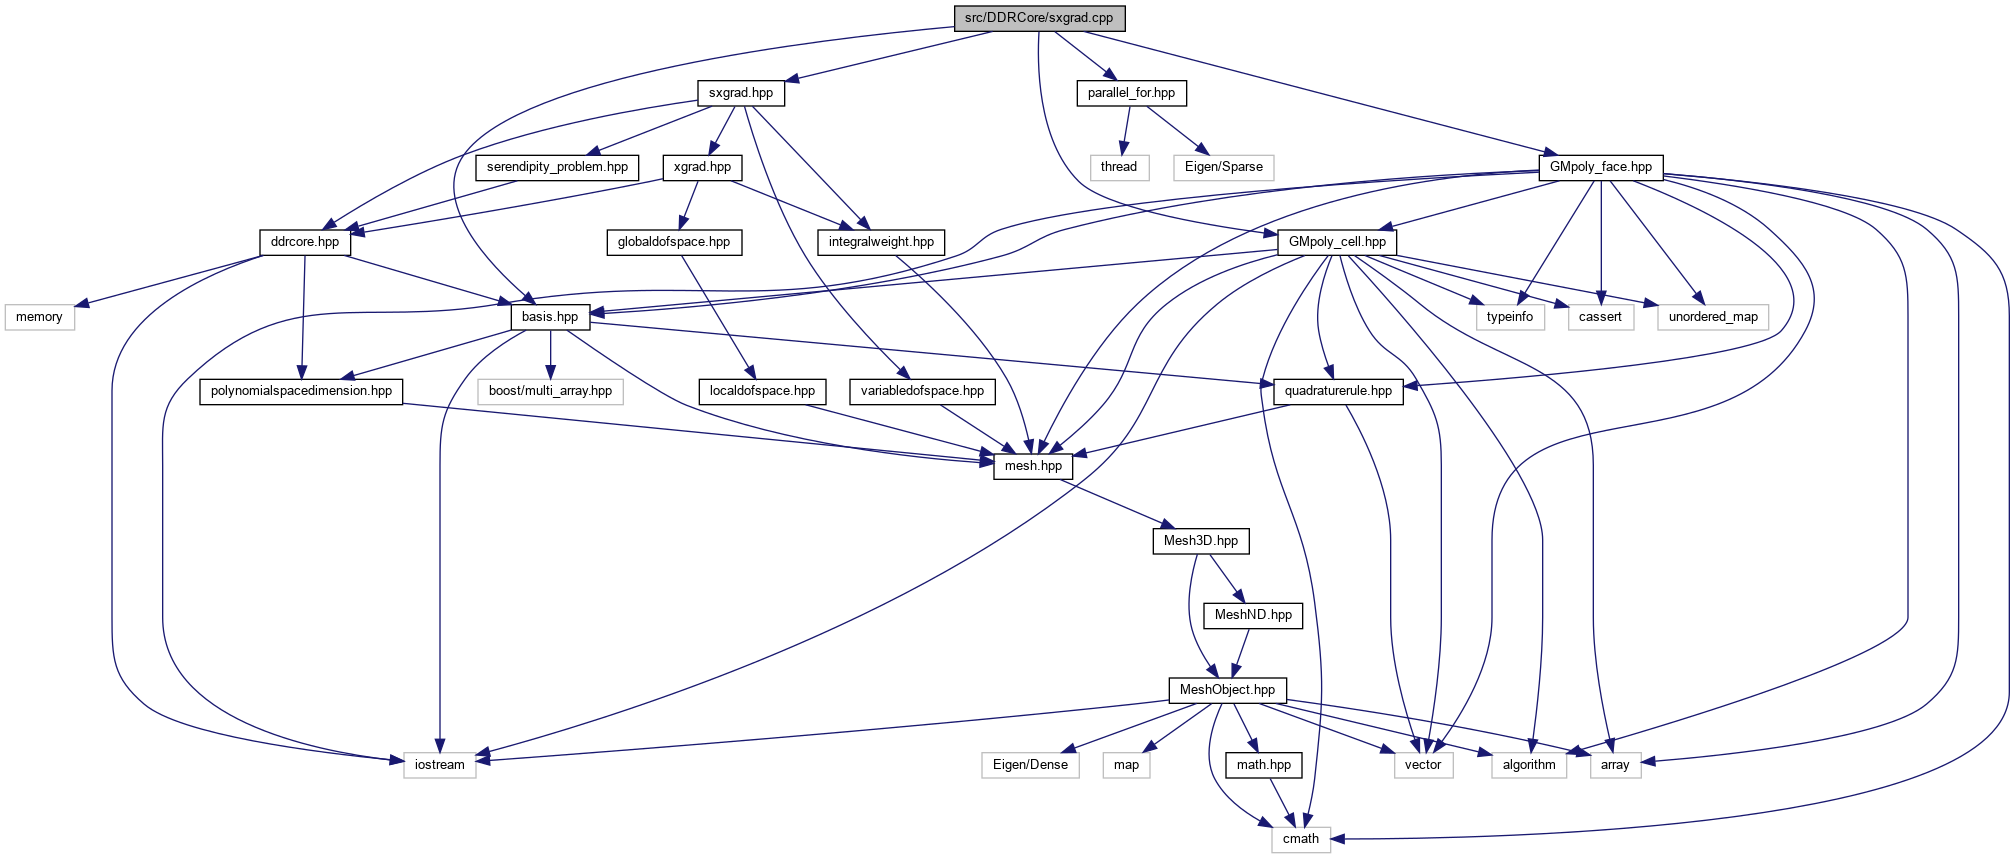 src/DDRCore/sxgrad.cpp
sxgrad.hpp
parallel_for.hpp
serendipity_problem.hpp
xgrad.hpp
thread
Eigen/Sparse
GMpoly_face.hpp
ddrcore.hpp
globaldofspace.hpp
integralweight.hpp
GMpoly_cell.hpp
memory
basis.hpp
typeinfo
cassert
unordered_map
polynomialspacedimension.hpp
boost/multi_array.hpp
localdofspace.hpp
variabledofspace.hpp
quadraturerule.hpp
mesh.hpp
Mesh3D.hpp
MeshND.hpp
MeshObject.hpp
iostream
Eigen/Dense
map
math.hpp
vector
algorithm
array
cmath